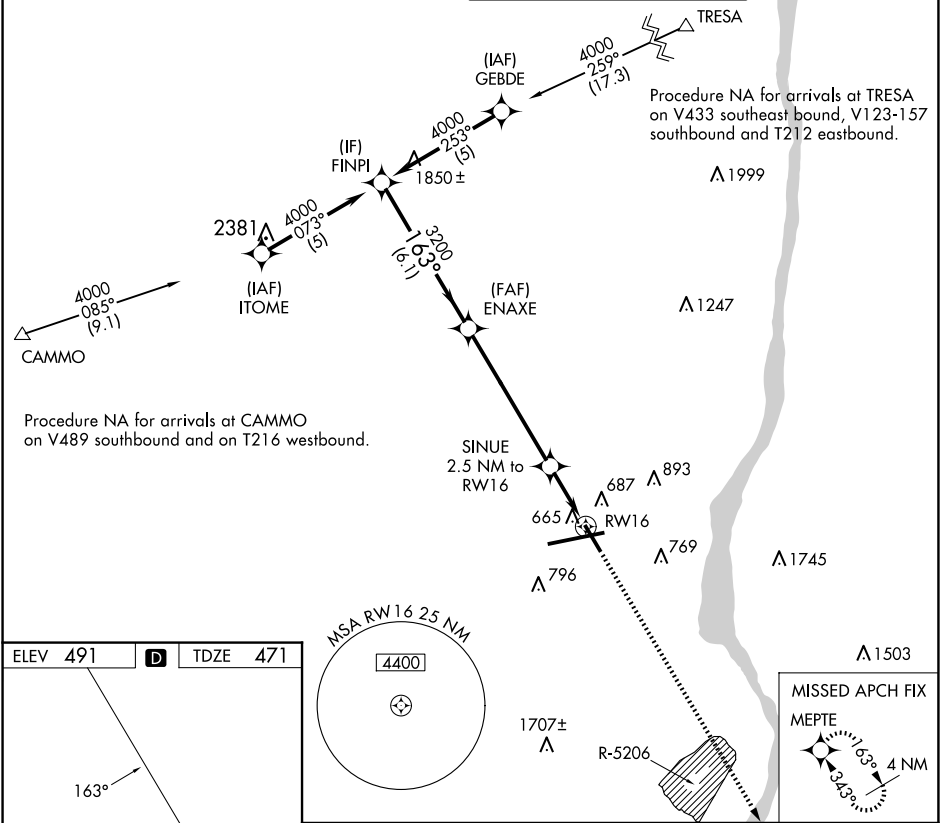 TRESA
4000
259°
(17.3)
(IAF)
GEBDE
Procedure NA for arrivals at TRESA
on V433 southeast bound, V123-157
southbound and T212 eastbound.
4000
253°
(5)
(IF)
FINPI
1850±
1999
2381
4000
073°
(5)
3200
163°
(6.1)
(IAF)
ITOME
(FAF)
ENAXE
4000
085°
(9.1)
1247
CAMMO
Procedure NA for arrivals at CAMMO
on V489 southbound and on T216 westbound.
SINUE
2.5 NM to
RW16
687
893
665
RW16
769
1745
796
MSA RW16 25 NM
4400
ELEV 491
D
TDZE 471
1503
MISSED APCH FIX
MEPTE
163°
4 NM
343°
1707±
R-5206
163°